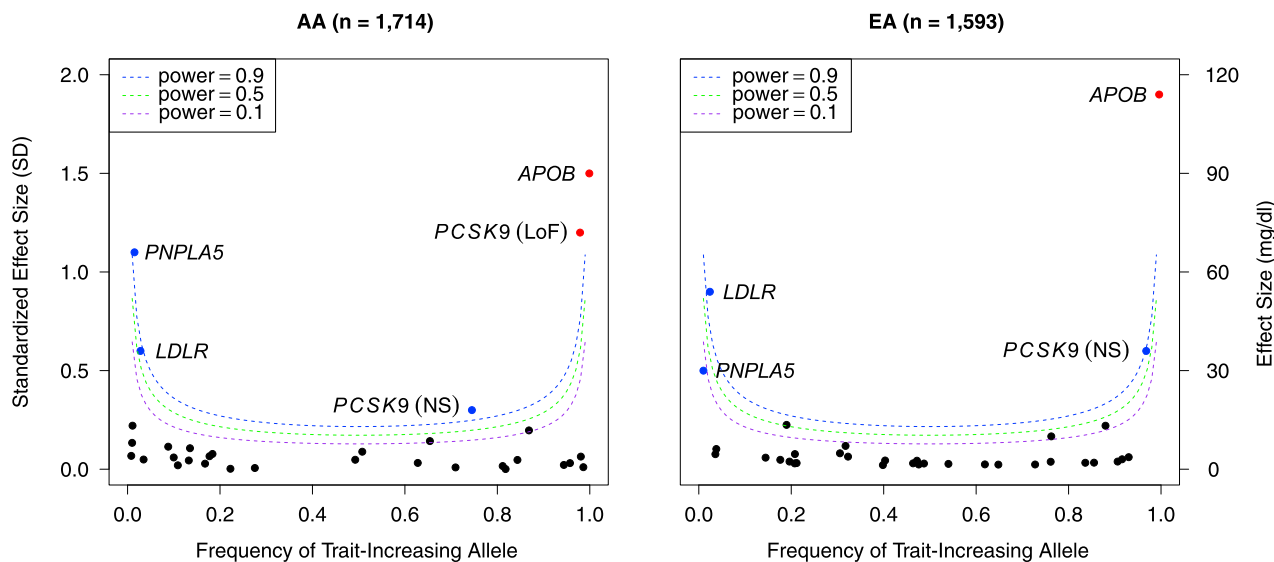 AA (n = 1,714)
EA (n = 1,593)
power = 0.9
power = 0.5
power = 0.1
APOB
PCSK9 (LoF)
PNPLA5
LDLR
PCSK9 (NS)
2.0
1.5
1.0
0.5
0.0
Standardized Effect Size (SD)
0.0 0.2 0.4 0.6 0.8 1.0
Frequency of Trait-Increasing Allele
power = 0.9
power = 0.5
power = 0.1
APOB
LDLR
PCSK9 (NS)
PNPLA5
120
90
60
30
0
Effect Size (mg/dl)
0.0 0.2 0.4 0.6 0.8 1.0
Frequency of Trait-Increasing Allele